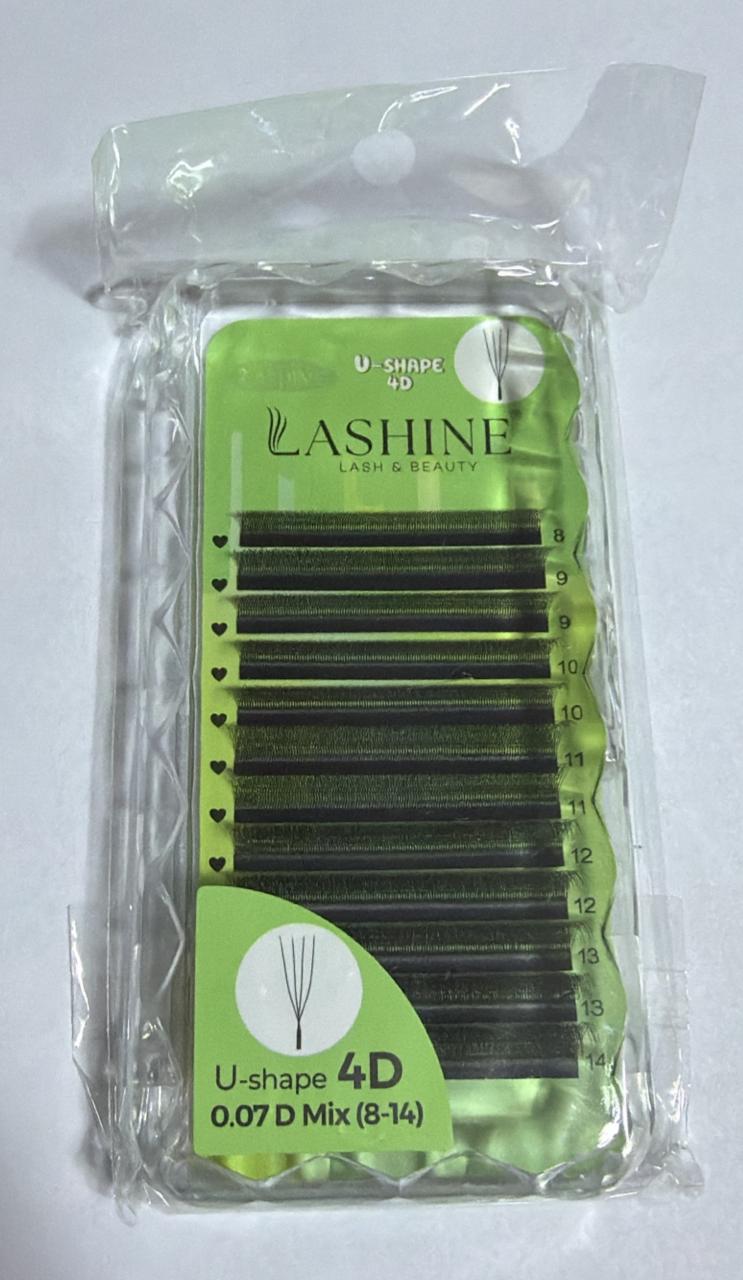 U-SHAPE
4D
LASHINE
LASH & BEAUTY
8
9
9
10
10
11
11
12
12
13
13
14
U-shape 4D
0.07 D Mix (8-14)